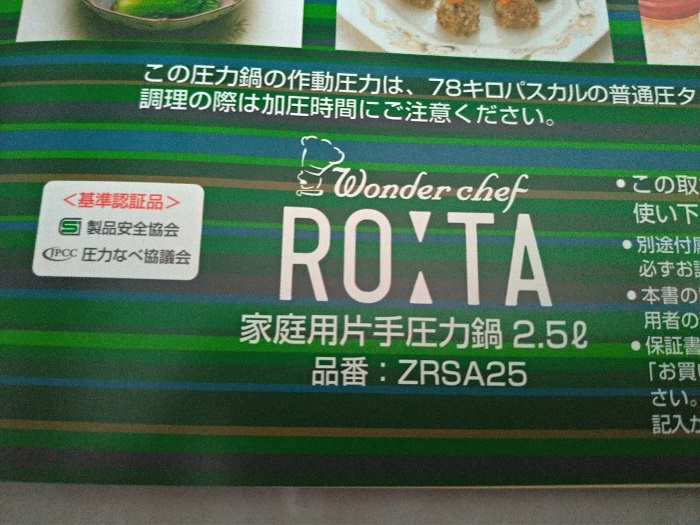 この圧力鍋の作動圧力は、78キロパスカルの普通圧タ
調理の際は加圧時間にご注意ください。
＜基準認証品＞
S 製品安全協会
JPCC 圧力なべ協議会
Wonder chef
RO:TA
家庭用片手圧力鍋 2.5ℓ
品番：ZRSA25
●この取
使い下
●別途付
必ずお
●本書の
用者の
●保証書
「お買い
さい。
記入